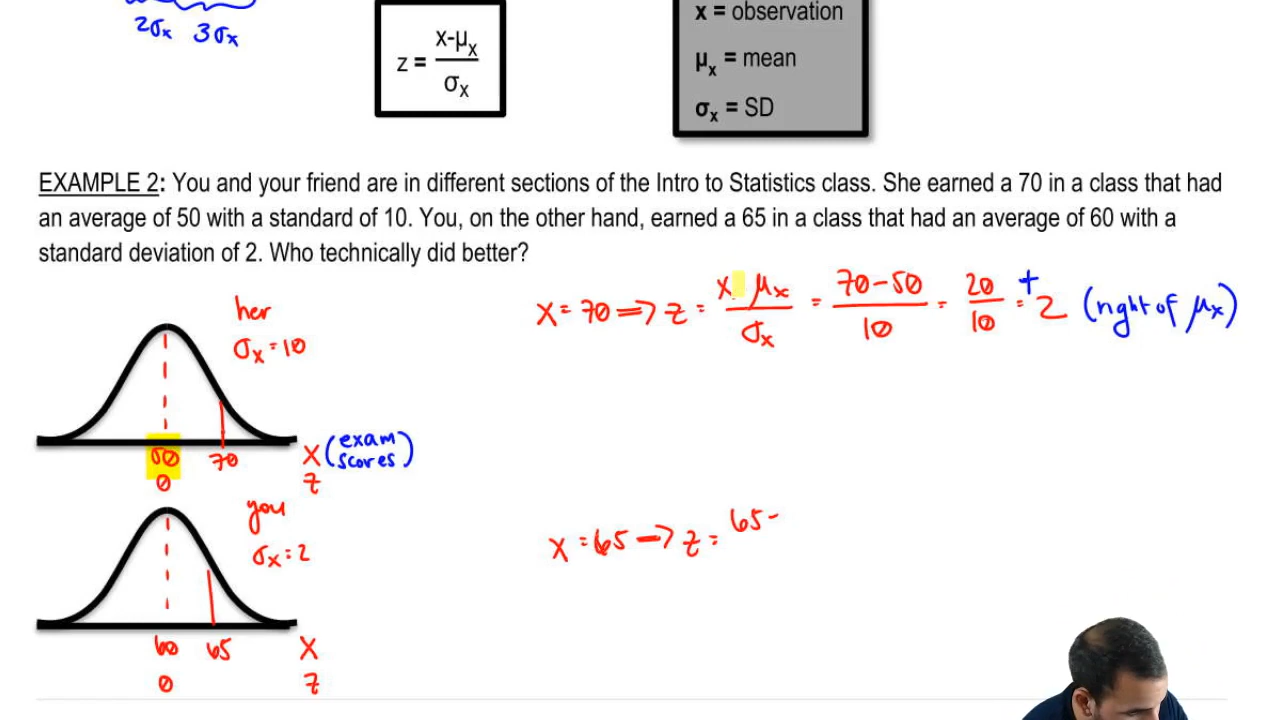 2σx 3σx
z = x-μx / σx
x = observation
μx = mean
σx = SD
EXAMPLE 2: You and your friend are in different sections of the Intro to Statistics class. She earned a 70 in a class that had
an average of 50 with a standard of 10. You, on the other hand, earned a 65 in a class that had an average of 60 with a
standard deviation of 2. Who technically did better?
x = 70 => z = x μx / σx = 70-50 / 10 = 20 / 10 = +2 (right of μx)
her
σx = 10
50 70 X (exam scores)
0 Z
you
σx = 2
x = 65 -> z = 65-
60 65 X
0 Z